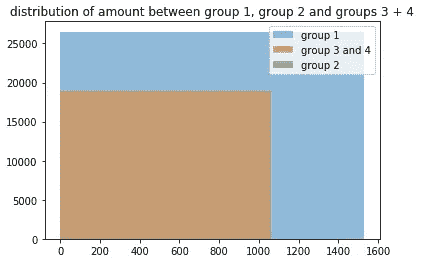 distribution of amount between group 1, group 2 and groups 3 + 4
group 1
group 3 and 4
group 2
25000
20000
15000
10000
5000
0
0 200 400 600 800 1000 1200 1400 1600